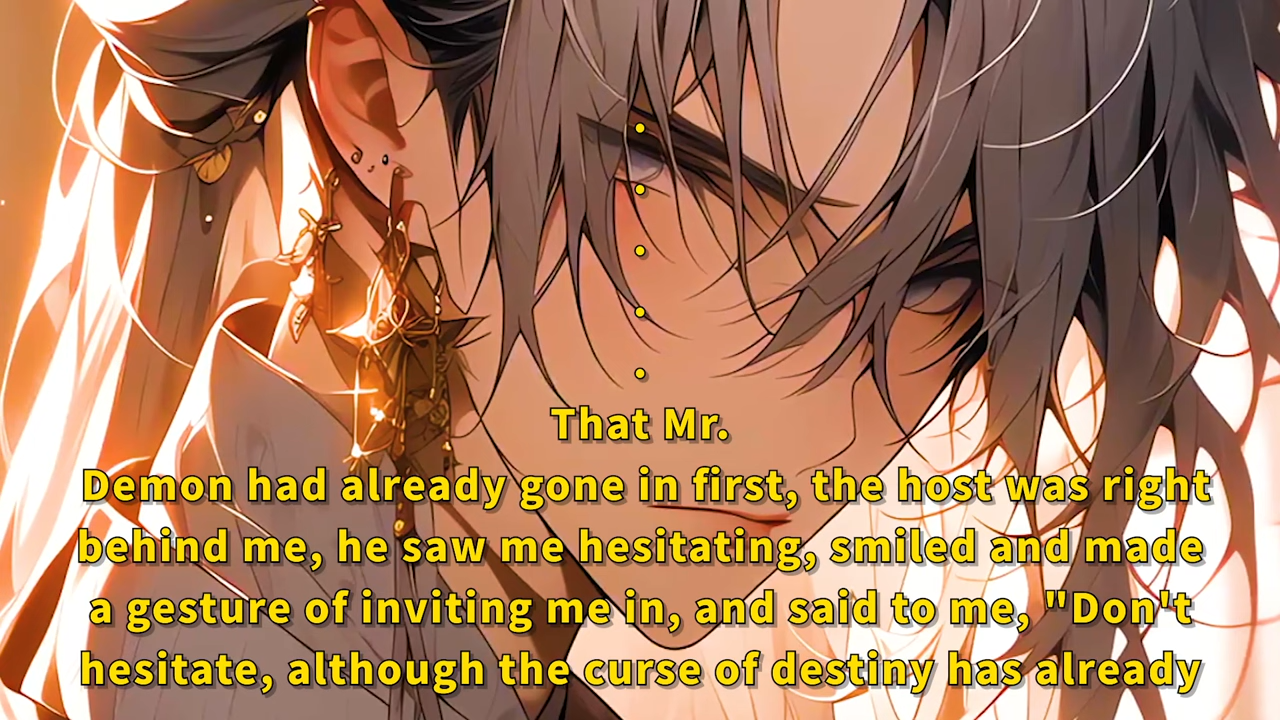 .
.
.
.
.
That Mr.
Demon had already gone in first, the host was right
behind me, he saw me hesitating, smiled and made
a gesture of inviting me in, and said to me, "Don't
hesitate, although the curse of destiny has already